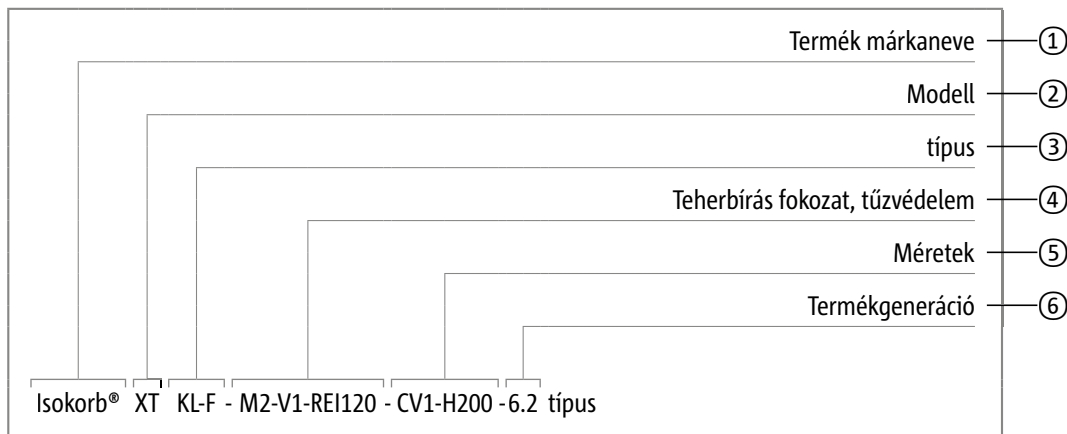 Termék márkaneve ①
Modell ②
típus ③
Teherbírás fokozat, tűzvédelem ④
Méretek ⑤
Termékgeneráció ⑥
Isokorb® XT KL-F - M2-V1-REI120 - CV1-H200 -6.2 típus